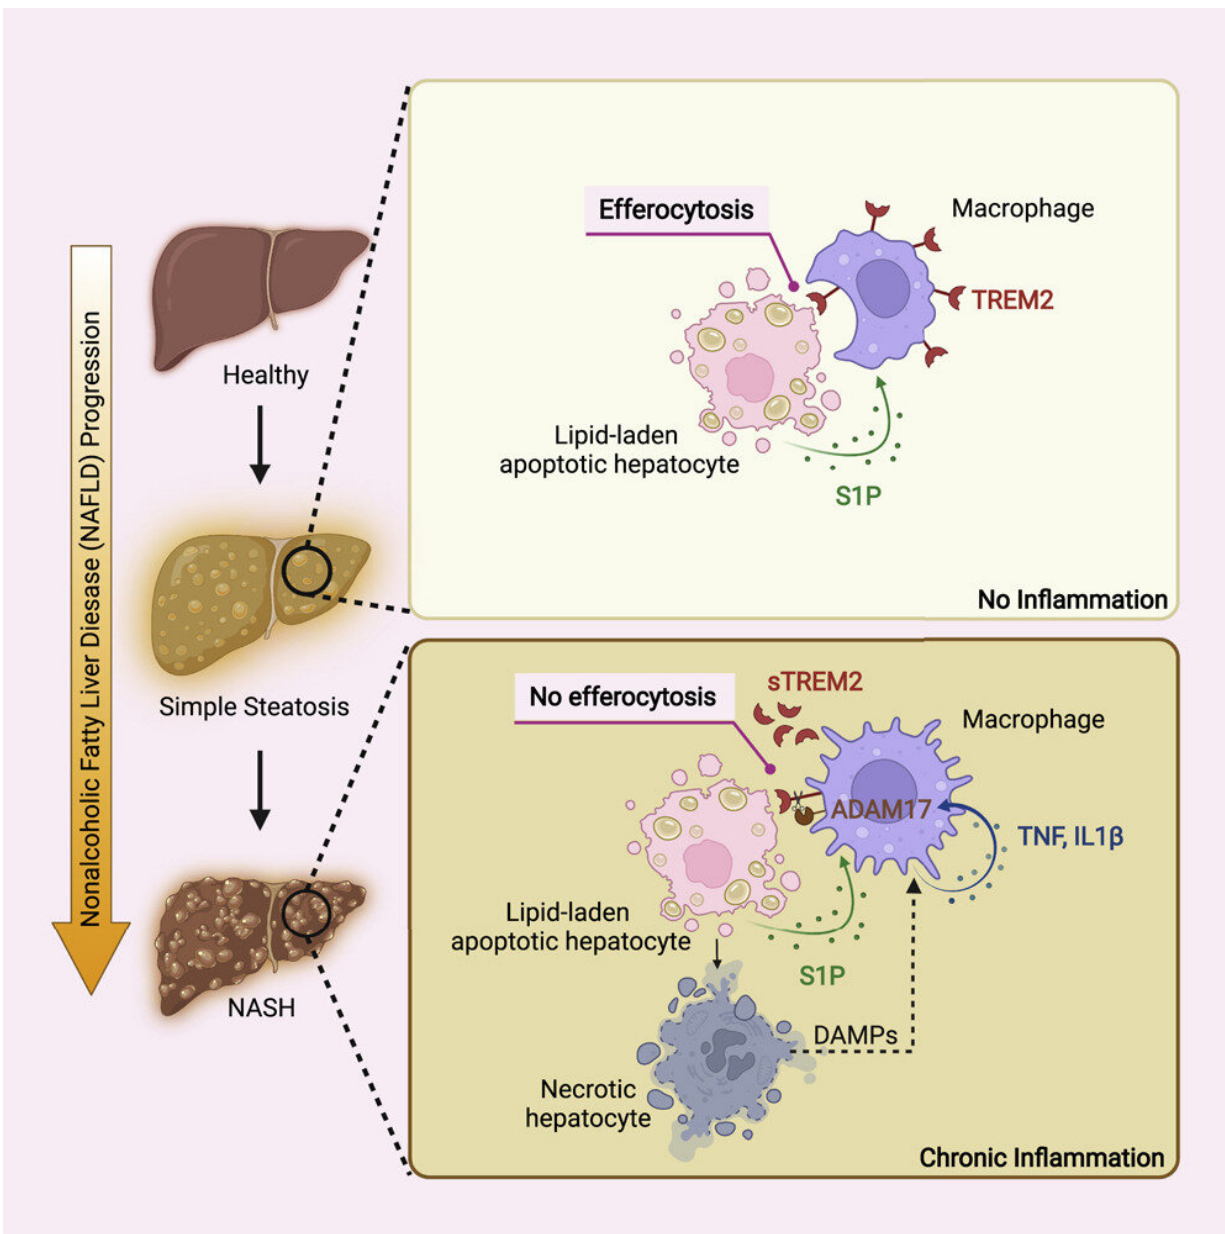 Nonalcoholic Fatty Liver Diesase (NAFLD) Progression
Healthy
Simple Steatosis
NASH
Efferocytosis
Macrophage
TREM2
Lipid-laden
apoptotic hepatocyte
S1P
No Inflammation
No efferocytosis
sTREM2
Macrophage
ADAM17
TNF, IL1β
Lipid-laden
apoptotic hepatocyte
S1P
DAMPs
Necrotic
hepatocyte
Chronic Inflammation